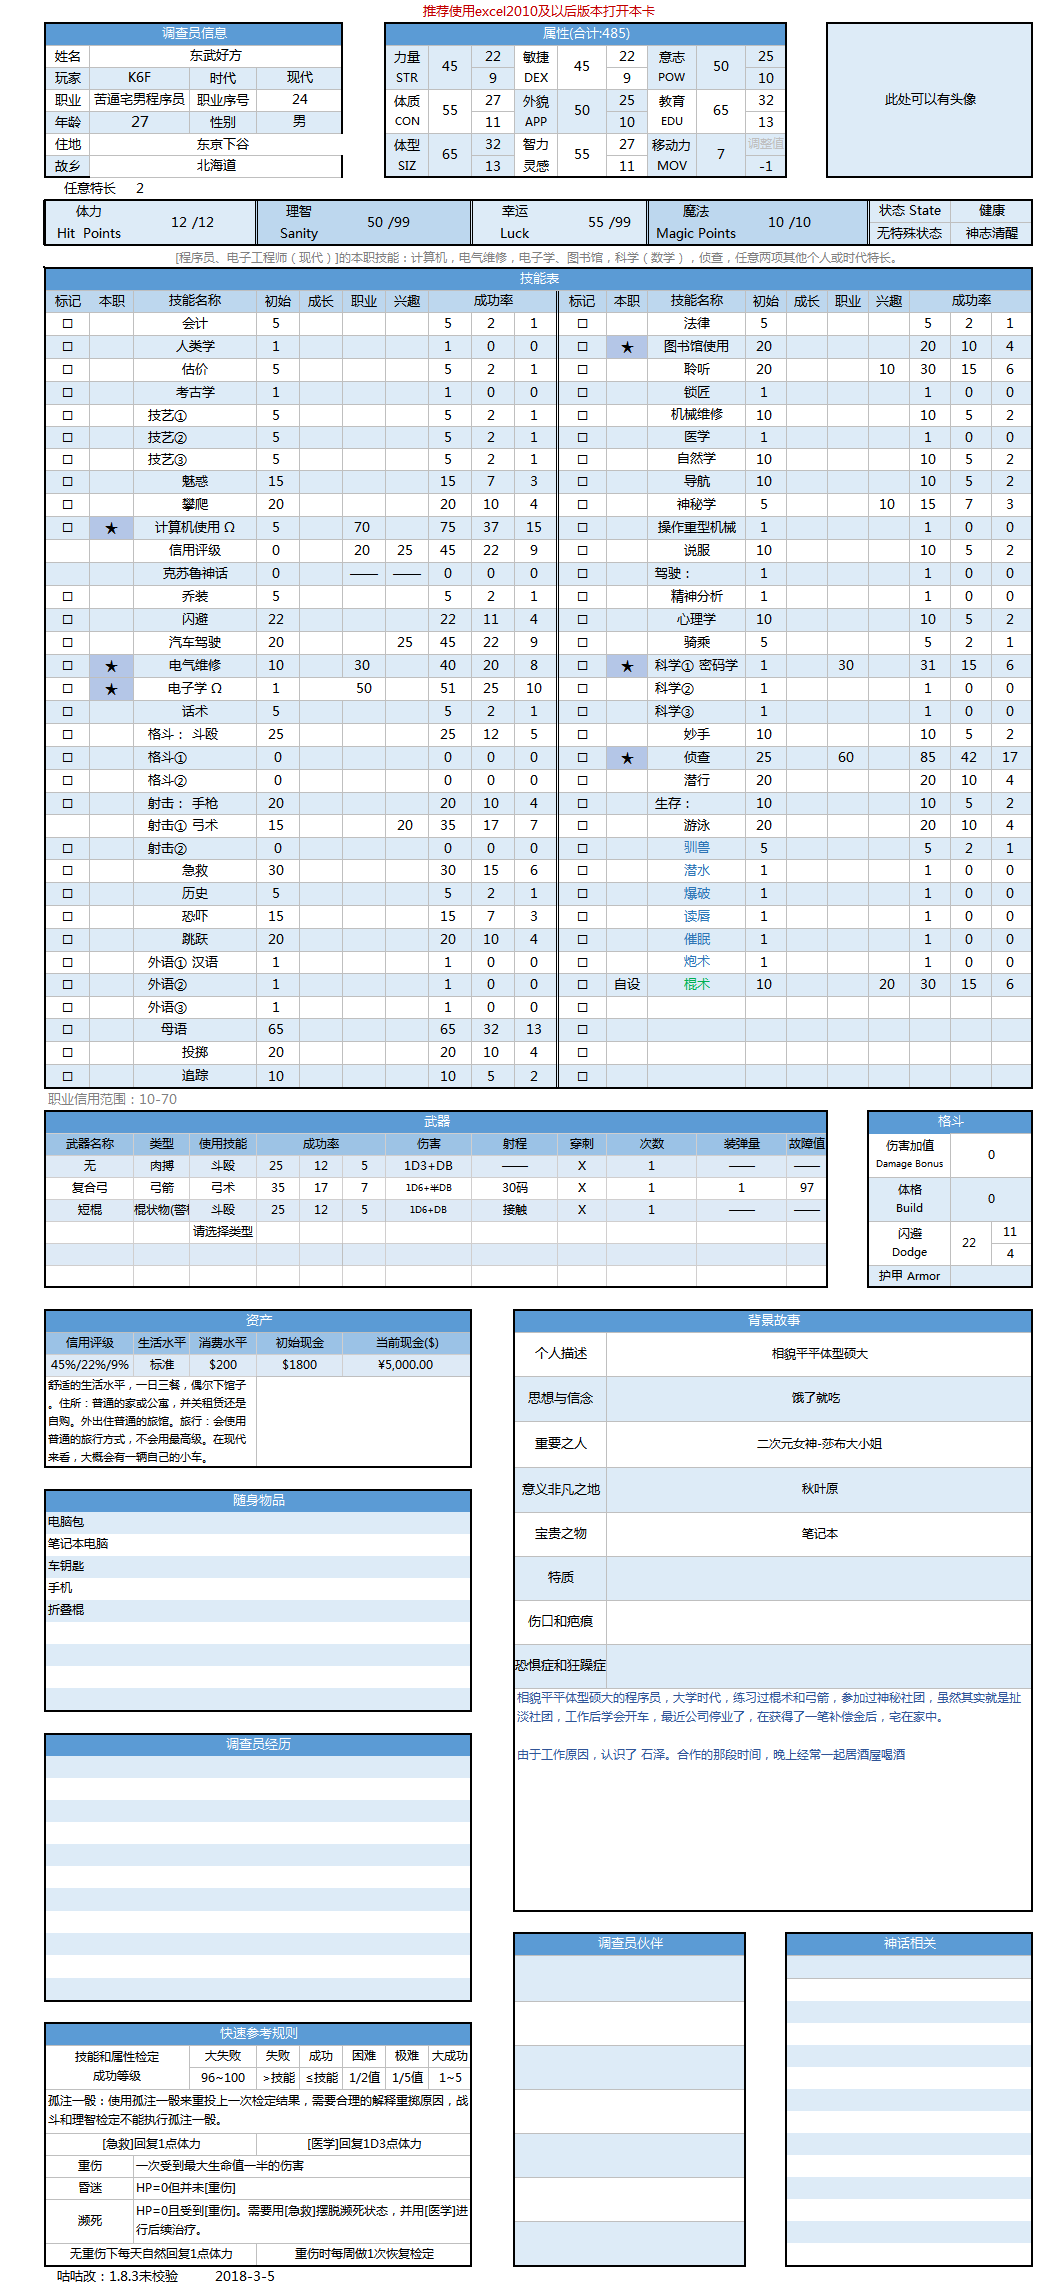 推荐使用excel2010及以后版本打开本卡
调查员信息
姓名 东武好方
玩家 K6F 时代 现代
职业 苦逼宅男程序员 职业序号 24
年龄 27 性别 男
住地 东京下谷
故乡 北海道
任意特长 2
属性(合计:485)
力量 STR 45 22 9 敏捷 DEX 45 22 9 意志 POW 50 25 10
体质 CON 55 27 11 外貌 APP 50 25 10 教育 EDU 65 32 13
体型 SIZ 65 32 13 智力 灵感 55 27 11 移动力 MOV 7 调整值 -1
此处可以有头像
体力 Hit Points 12 /12 理智 Sanity 50 /99 幸运 Luck 55 /99 魔法 Magic Points 10 /10 状态 State 健康
无特殊状态 神志清醒
[程序员、电子工程师（现代）]的本职技能：计算机，电气维修，电子学、图书馆，科学（数学），侦查，任意两项其他个人或时代特长。
技能表
标记 本职 技能名称 初始 成长 职业 兴趣 成功率 标记 本职 技能名称 初始 成长 职业 兴趣 成功率
☐ 会计 5 5 2 1 ☐ 法律 5 5 2 1
☐ 人类学 1 1 0 0 ☐ ★ 图书馆使用 20 20 10 4
☐ 估价 5 5 2 1 ☐ 聆听 20 10 30 15 6
☐ 考古学 1 1 0 0 ☐ 锁匠 1 1 0 0
☐ 技艺① 5 5 2 1 ☐ 机械维修 10 10 5 2
☐ 技艺② 5 5 2 1 ☐ 医学 1 1 0 0
☐ 技艺③ 5 5 2 1 ☐ 自然学 10 10 5 2
☐ 魅惑 15 15 7 3 ☐ 导航 10 10 5 2
☐ 攀爬 20 20 10 4 ☐ 神秘学 5 10 15 7 3
☐ ★ 计算机使用 Ω 5 70 75 37 15 ☐ 操作重型机械 1 1 0 0
信用评级 0 20 25 45 22 9 ☐ 说服 10 10 5 2
克苏鲁神话 0 —— —— 0 0 0 ☐ 驾驶： 1 1 0 0
☐ 乔装 5 5 2 1 ☐ 精神分析 1 1 0 0
☐ 闪避 22 22 11 4 ☐ 心理学 10 10 5 2
☐ 汽车驾驶 20 25 45 22 9 ☐ 骑乘 5 5 2 1
☐ ★ 电气维修 10 30 40 20 8 ☐ ★ 科学① 密码学 1 30 31 15 6
☐ ★ 电子学 Ω 1 50 51 25 10 ☐ 科学② 1 1 0 0
☐ 话术 5 5 2 1 ☐ 科学③ 1 1 0 0
☐ 格斗： 斗殴 25 25 12 5 ☐ 妙手 10 10 5 2
☐ 格斗① 0 0 0 0 ☐ ★ 侦查 25 60 85 42 17
☐ 格斗② 0 0 0 0 ☐ 潜行 20 20 10 4
☐ 射击： 手枪 20 20 10 4 ☐ 生存： 10 10 5 2
射击① 弓术 15 20 35 17 7 ☐ 游泳 20 20 10 4
☐ 射击② 0 0 0 0 ☐ 驯兽 5 5 2 1
☐ 急救 30 30 15 6 ☐ 潜水 1 1 0 0
☐ 历史 5 5 2 1 ☐ 爆破 1 1 0 0
☐ 恐吓 15 15 7 3 ☐ 读唇 1 1 0 0
☐ 跳跃 20 20 10 4 ☐ 催眠 1 1 0 0
☐ 外语① 汉语 1 1 0 0 ☐ 炮术 1 1 0 0
☐ 外语② 1 1 0 0 ☐ 自设 棍术 10 20 30 15 6
☐ 外语③ 1 1 0 0 ☐
☐ 母语 65 65 32 13 ☐
☐ 投掷 20 20 10 4 ☐
☐ 追踪 10 10 5 2 ☐
职业信用范围：10-70
武器
武器名称 类型 使用技能 成功率 伤害 射程 穿刺 次数 装弹量 故障值
无 肉搏 斗殴 25 12 5 1D3+DB —— X 1 —— ——
复合弓 弓箭 弓术 35 17 7 1D6+半DB 30码 X 1 1 97
短棍 棍状物(警棍 斗殴 25 12 5 1D6+DB 接触 X 1 —— ——
请选择类型
格斗
伤害加值 Damage Bonus 0
体格 Build 0
闪避 Dodge 22 11 4
护甲 Armor
资产
信用评级 生活水平 消费水平 初始现金 当前现金($)
45%/22%/9% 标准 $200 $1800 ¥5,000.00
舒适的生活水平，一日三餐，偶尔下馆子
。住所：普通的家或公寓，并关租赁还是
自购。外出住普通的旅馆。旅行：会使用
普通的旅行方式，不会用最高级。在现代
来看，大概会有一辆自己的小车。
随身物品
电脑包
笔记本电脑
车钥匙
手机
折叠棍
调查员经历
背景故事
个人描述 相貌平平体型硕大
思想与信念 饿了就吃
重要之人 二次元女神-莎布大小姐
意义非凡之地 秋叶原
宝贵之物 笔记本
特质
伤口和疤痕
恐惧症和狂躁症
相貌平平体型硕大的程序员，大学时代，练习过棍术和弓箭，参加过神秘社团，虽然其实就是扯
淡社团，工作后学会开车，最近公司停业了，在获得了一笔补偿金后，宅在家中。
由于工作原因，认识了 石泽。合作的那段时间，晚上经常一起居酒屋喝酒
调查员伙伴
神话相关
快速参考规则
技能和属性检定 成功等级 大失败 失败 成功 困难 极难 大成功
96~100 >技能 ≤技能 1/2值 1/5值 1~5
孤注一骰：使用孤注一骰来重投上一次检定结果，需要合理的解释重掷原因，战
斗和理智检定不能执行孤注一骰。
[急救]回复1点体力 [医学]回复1D3点体力
重伤 一次受到最大生命值一半的伤害
昏迷 HP=0但并未[重伤]
濒死 HP=0且受到[重伤]。需要用[急救]摆脱濒死状态，并用[医学]进
行后续治疗。
无重伤下每天自然回复1点体力 重伤时每周做1次恢复检定
咕咕改：1.8.3未校验 2018-3-5